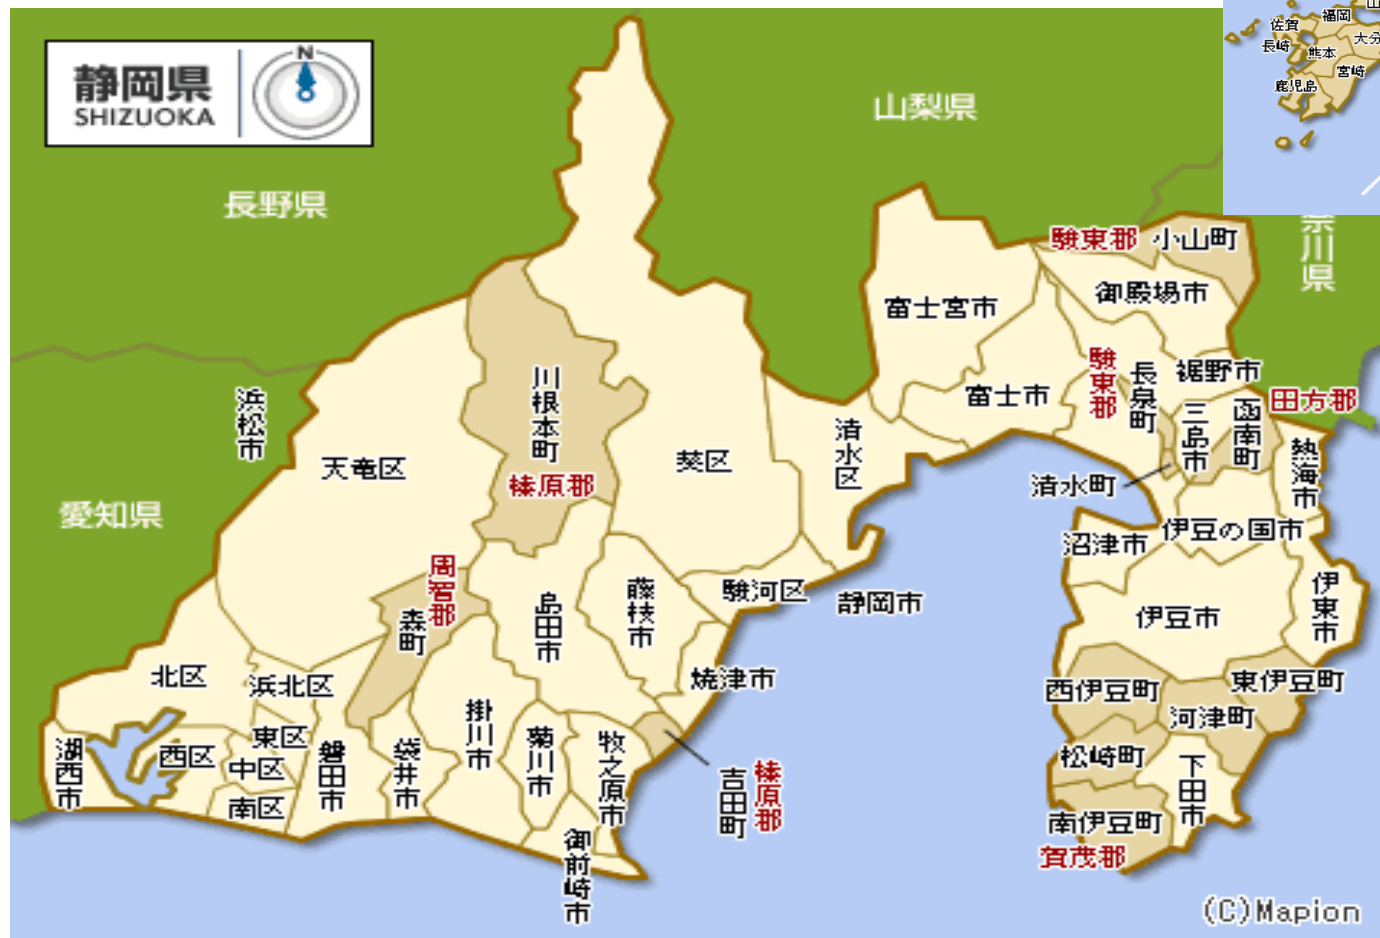 静岡県
SHIZUOKA
N
福岡
佐賀
長崎
大分
熊本
宮崎
鹿児島
山梨県
長野県
愛知県
奈川県
駿東郡
小山町
御殿場市
富士宮市
富士市
駿東郡
長泉町
裾野市
三島市
函南町
田方郡
熱海市
清水町
沼津市
伊豆の国市
伊豆市
伊東市
西伊豆町
東伊豆町
河津町
松崎町
下田市
南伊豆町
賀茂郡
浜松市
天竜区
川根本町
榛原郡
葵区
清水区
駿河区
静岡市
周智郡
森町
島田市
藤枝市
焼津市
北区
浜北区
湖西市
西区
東区
中区
南区
磐田市
袋井市
掛川市
菊川市
牧之原市
御前崎市
吉田町
榛原郡
(C)Mapion